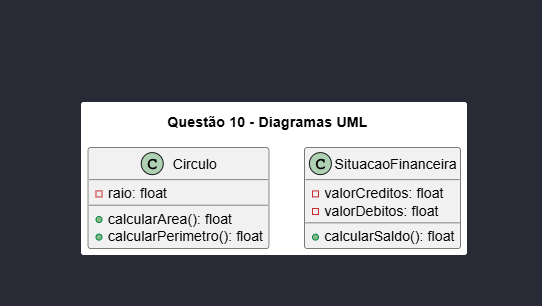 Questão 10 - Diagramas UML
C Circulo
raio: float
calcularArea(): float
calcularPerimetro(): float
C SituacaoFinanceira
valorCreditos: float
valorDebitos: float
calcularSaldo(): float